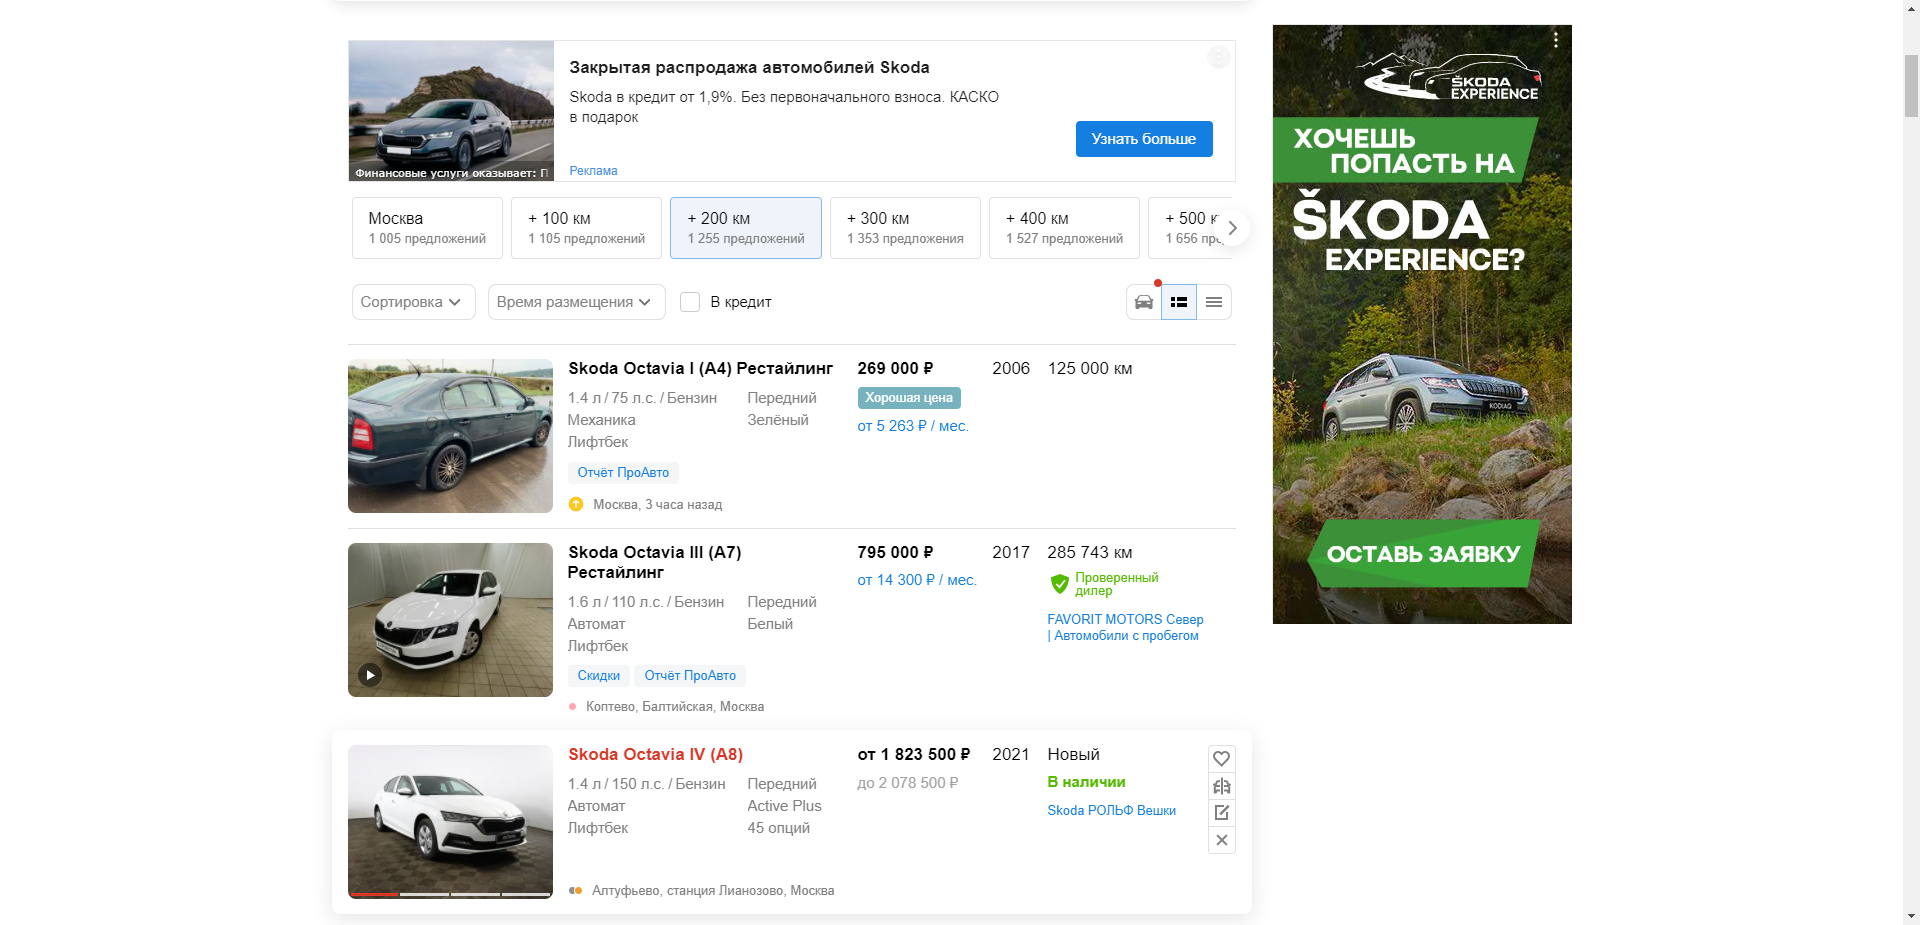 Закрытая распродажа автомобилей Skoda
Skoda в кредит от 1,9%. Без первоначального взноса. КАСКО
в подарок
Узнать больше
Финансовые услуги оказывает:
Реклама
Москва
1 005 предложений
+ 100 км
1 105 предложений
+ 200 км
1 255 предложений
+ 300 км
1 353 предложения
+ 400 км
1 527 предложений
+ 500
1 656
Сортировка
Время размещения
В кредит
Skoda Octavia I (A4) Рестайлинг
269 000 ₽
2006
125 000 км
1.4 л / 75 л.с. / Бензин
Передний
Хорошая цена
Механика
Зелёный
от 5 263 ₽ / мес.
Лифтбек
Отчёт ПроАвто
Москва, 3 часа назад
Skoda Octavia III (A7)
Рестайлинг
795 000 ₽
2017
285 743 км
от 14 300 ₽ / мес.
Проверенный
дилер
1.6 л / 110 л.с. / Бензин
Передний
Автомат
Белый
FAVORIT MOTORS Север
| Автомобили с пробегом
Лифтбек
Скидки
Отчёт ПроАвто
Коптево, Балтийская, Москва
Skoda Octavia IV (A8)
от 1 823 500 ₽
2021
Новый
1.4 л / 150 л.с. / Бензин
Передний
до 2 078 500 ₽
В наличии
Автомат
Active Plus
Skoda РОЛЬФ Вешки
Лифтбек
45 опций
Алтуфьево, станция Лианозово, Москва
ŠKODA
EXPERIENCE
ХОЧЕШЬ
ПОПАСТЬ НА
ŠKODA
EXPERIENCE?
KODIAQ
ОСТАВЬ ЗАЯВКУ